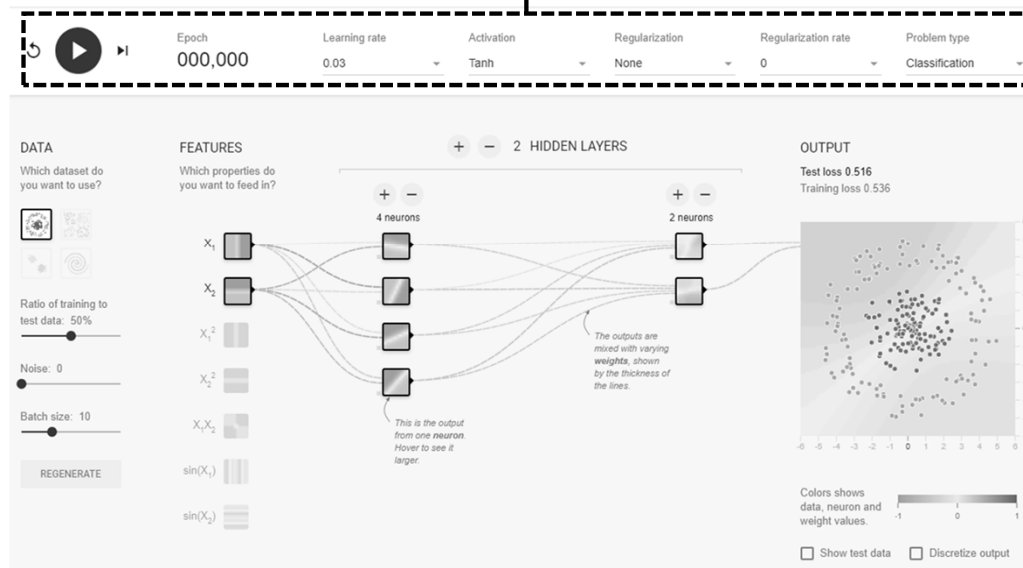 Epoch
000,000
Learning rate
0.03
Activation
Tanh
Regularization
None
Regularization rate
0
Problem type
Classification
DATA
Which dataset do
you want to use?
Ratio of training to
test data: 50%
Noise: 0
Batch size: 10
REGENERATE
FEATURES
Which properties do
you want to feed in?
X₁
X₂
X₁²
X₂²
X₁X₂
sin(X₁)
sin(X₂)
+ − 2 HIDDEN LAYERS
+ −
4 neurons
+ −
2 neurons
This is the output
from one neuron.
Hover to see it
larger.
The outputs are
mixed with varying
weights, shown
by the thickness of
the lines.
OUTPUT
Test loss 0.516
Training loss 0.536
-6 -5 -4 -3 -2 -1 0 1 2 3 4 5 6
Colors shows
data, neuron and
weight values.
-1 0 1
Show test data
Discretize output